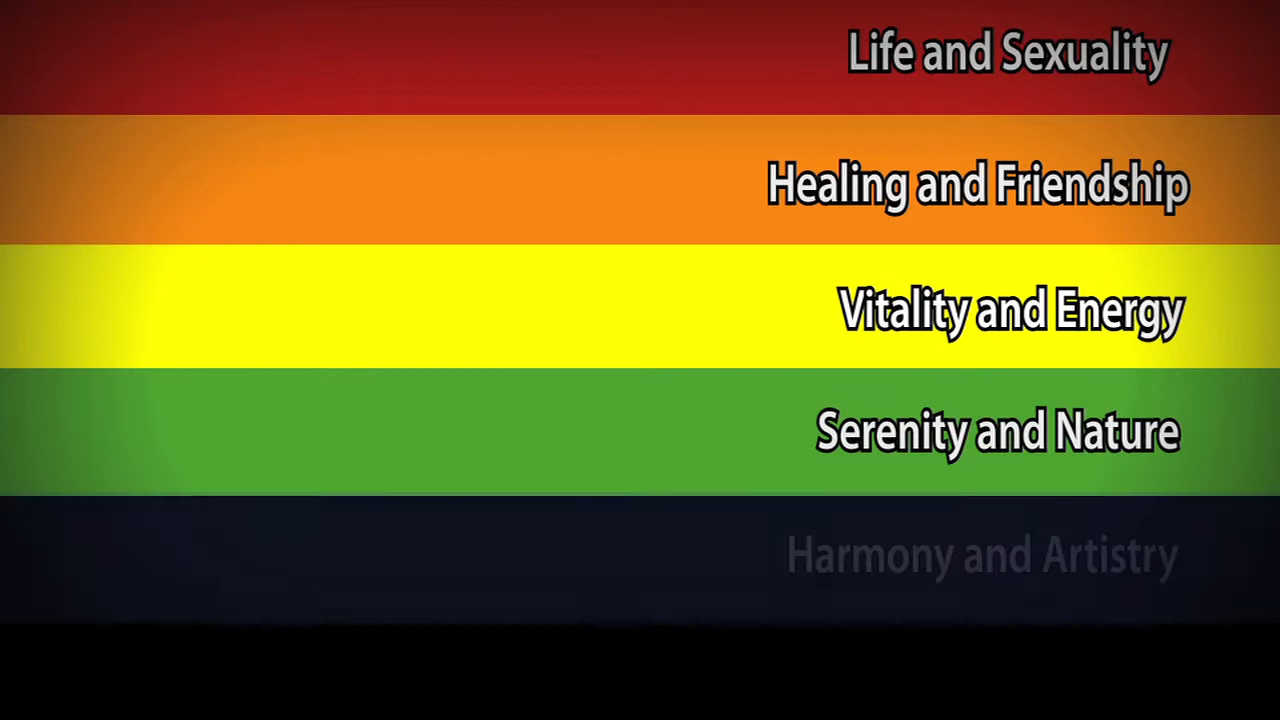 Life and Sexuality
Healing and Friendship
Vitality and Energy
Serenity and Nature
Harmony and Artistry